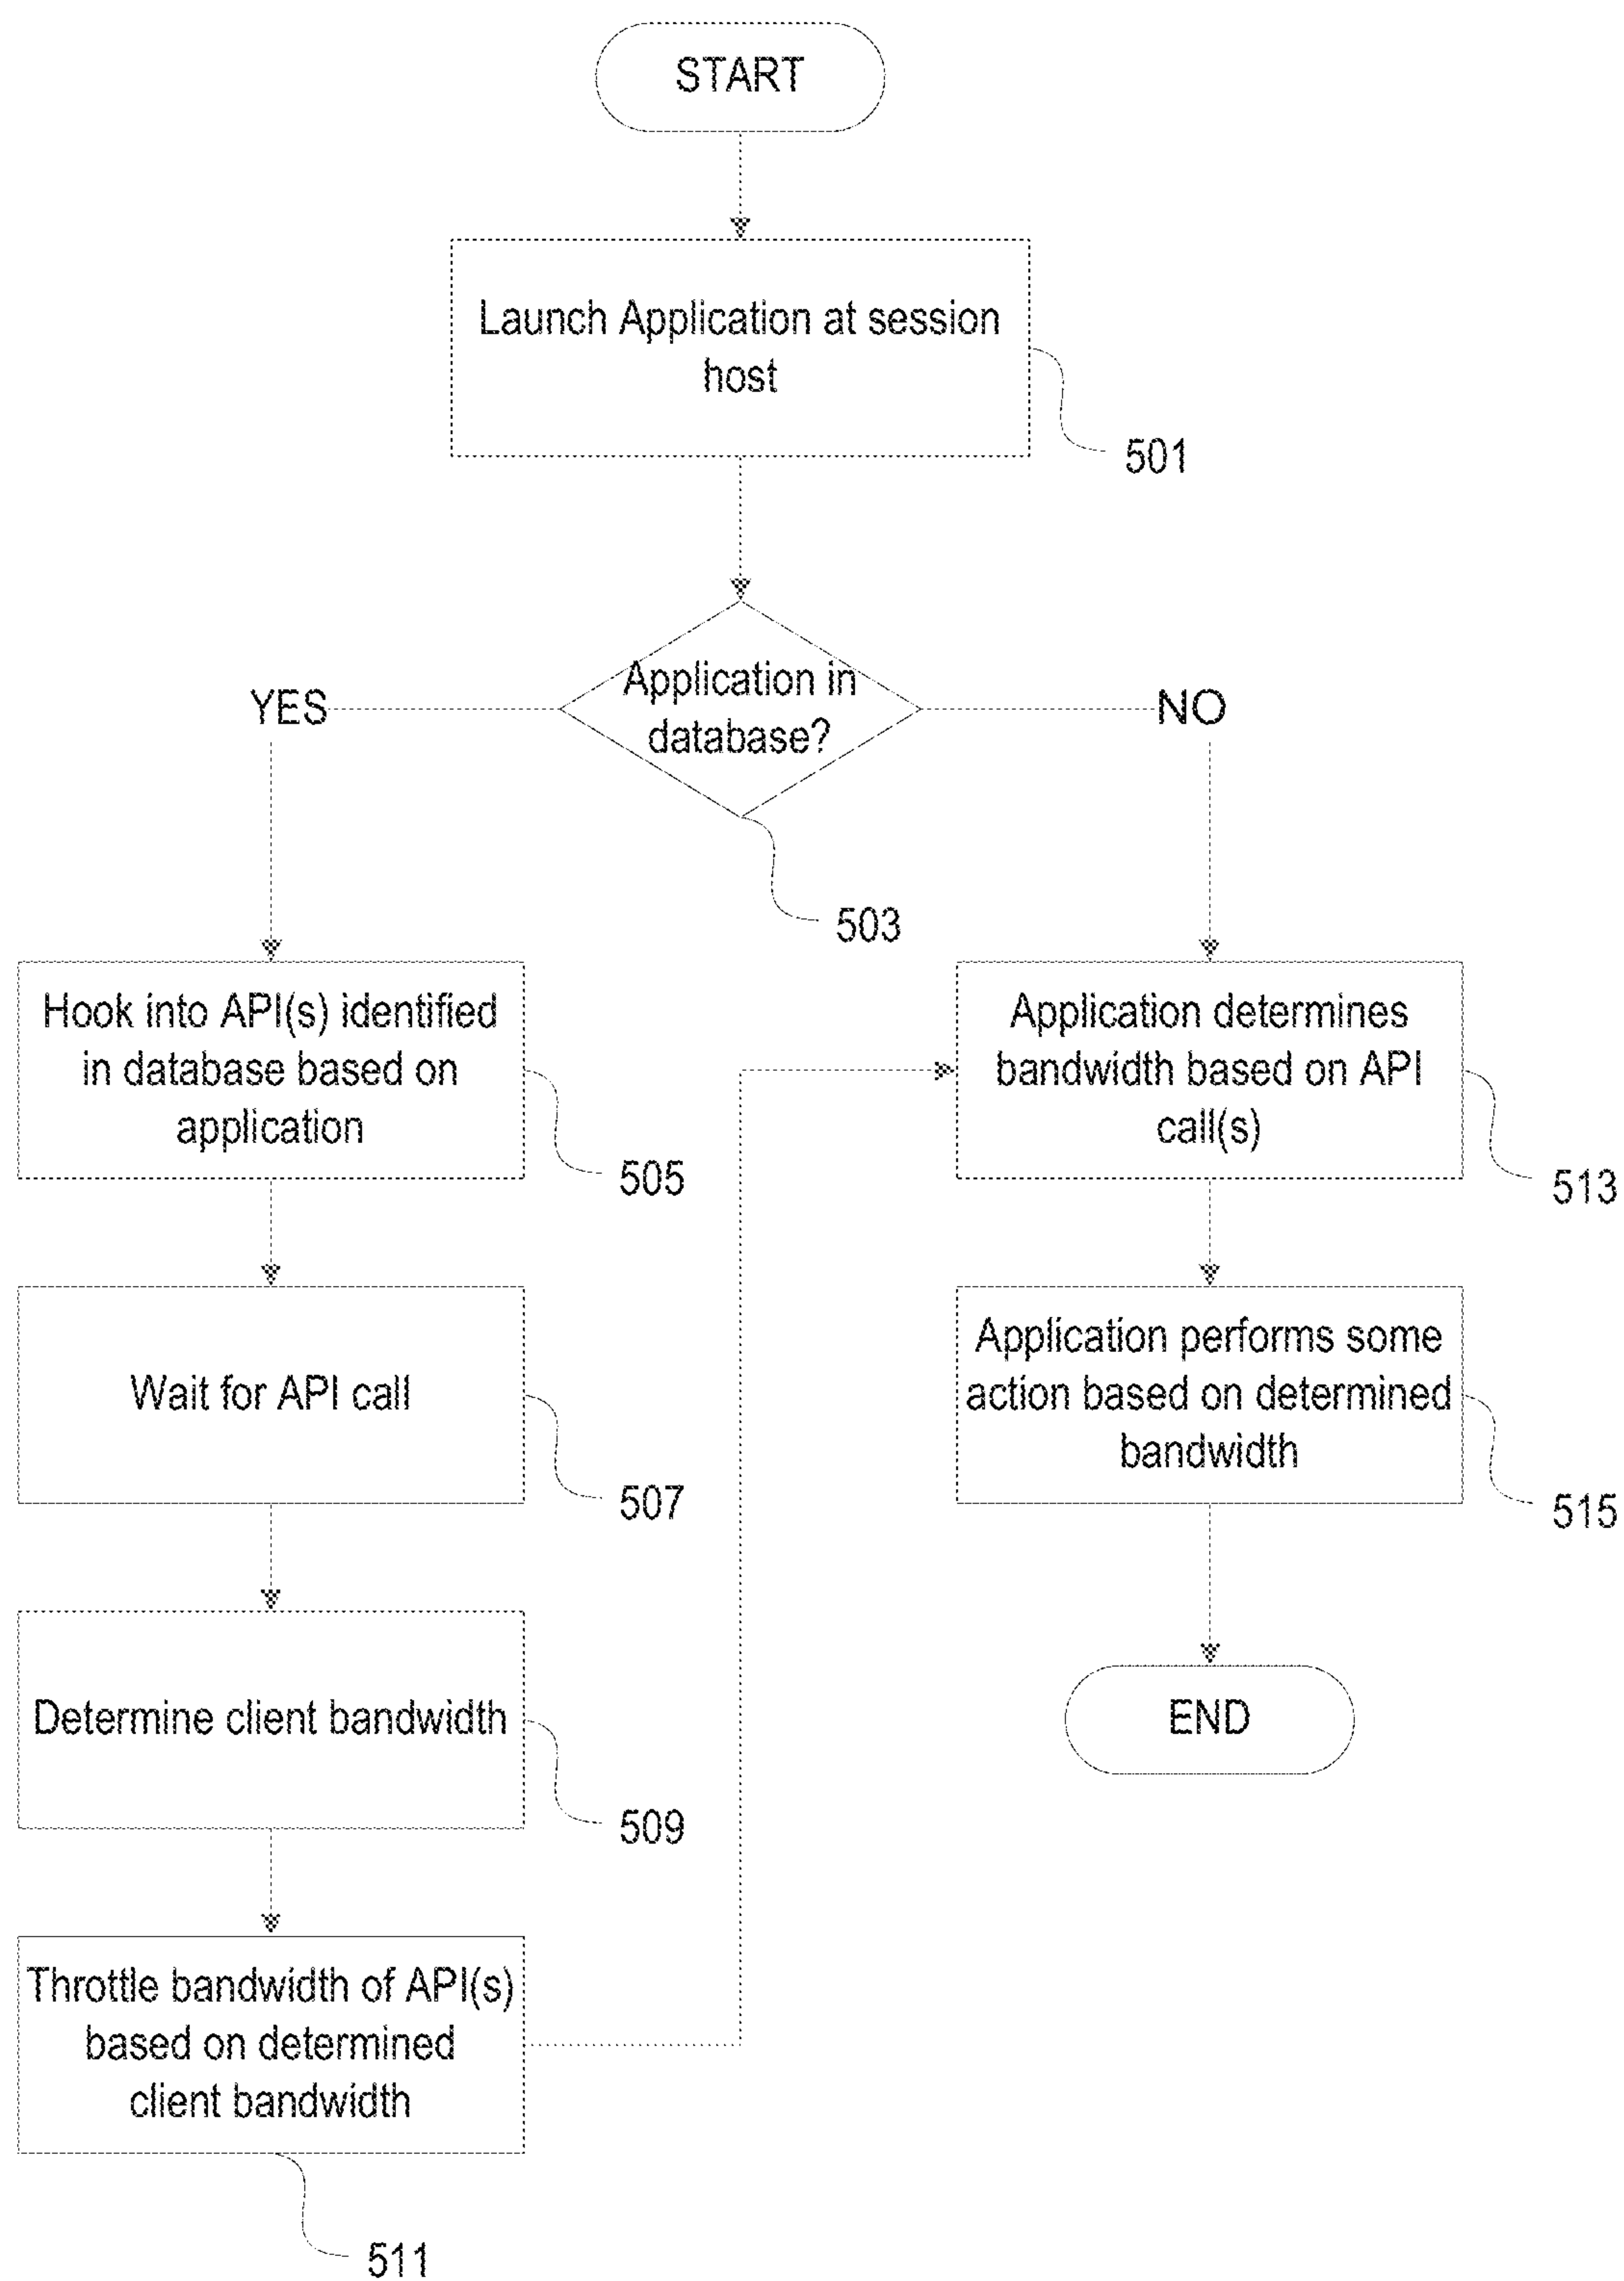 START
Launch Application at session
host
501
Application in
database?
YES
NO
503
Hook into API(s) identified
in database based on
application
505
Application determines
bandwidth based on API
call(s)
513
Wait for API call
507
Application performs some
action based on determined
bandwidth
515
Determine client bandwidth
509
END
Throttle bandwidth of API(s)
based on determined
client bandwidth
511